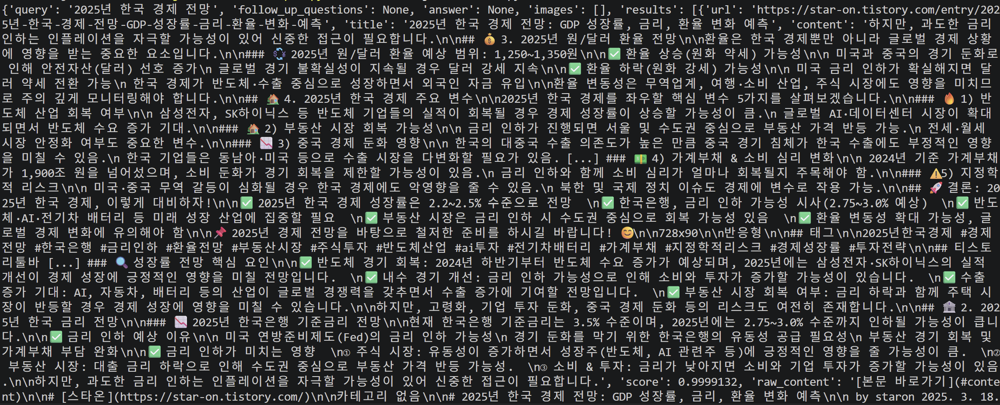 {'query': '2025년 한국 경제 전망', 'follow_up_questions': None, 'answer': None, 'images': [], 'results': [{'url': 'https://star-on.tistory.com/entry/202
5년-한국-경제-전망-GDP-성장률-금리-환율-변화-예측', 'title': '2025년 한국 경제 전망: GDP 성장률, 금리, 환율 변화 예측', 'content': '하지만, 과도한 금리
인하는 인플레이션을 자극할 가능성이 있어 신중한 접근이 필요합니다.\n\n## 💰 3. 2025년 원/달러 환율 전망\n\n환율은 한국 경제뿐만 아니라 글로벌 경제 상황
에 영향을 받는 중요한 요소입니다.\n\n### 💱 2025년 원/달러 환율 예상 범위: 1,250~1,350원\n\n✅ 환율 상승(원화 약세) 가능성\n\n 미국과 중국의 경기 둔화로
인해 안전자산(달러) 선호 증가\n 글로벌 경기 불확실성이 지속될 경우 달러 강세 지속\n\n✅ 환율 하락(원화 강세) 가능성\n\n 미국 금리 인하가 확실해지면 달
러 약세 전환 가능\n 한국 경제가 반도체·수출 중심으로 성장하면서 외국인 자금 유입\n\n환율 변동성은 무역업계, 여행·소비 산업, 주식 시장에도 영향을 미치므
로 주의 깊게 모니터링해야 합니다.\n\n## 🏠 4. 2025년 한국 경제 주요 변수\n\n2025년 한국 경제를 좌우할 핵심 변수 5가지를 살펴보겠습니다.\n\n### 🔥 1) 반
도체 산업 회복 여부\n\n 삼성전자, SK하이닉스 등 반도체 기업들의 실적이 회복될 경우 경제 성장률이 상승할 가능성이 큼.\n 글로벌 AI·데이터센터 시장이 확대
되면서 반도체 수요 증가 기대.\n\n### 🏠 2) 부동산 시장 회복 가능성\n\n 금리 인하가 진행되면 서울 및 수도권 중심으로 부동산 가격 반등 가능.\n 전세·월세
시장 안정화 여부도 중요한 변수.\n\n### 📉 3) 중국 경제 둔화 영향\n\n 한국의 대중국 수출 의존도가 높은 만큼 중국 경기 침체가 한국 수출에도 부정적인 영향
을 미칠 수 있음.\n 한국 기업들은 동남아·미국 등으로 수출 시장을 다변화할 필요가 있음. [...] ### 💵 4) 가계부채 & 소비 심리 변화\n\n 2024년 기준 가계부채
가 1,900조 원을 넘어섰으며, 소비 둔화가 경기 회복을 제한할 가능성이 있음.\n 금리 인하와 함께 소비 심리가 얼마나 회복될지 주목해야 함.\n\n### ⚠️5) 지정학
적 리스크\n\n 미국·중국 무역 갈등이 심화될 경우 한국 경제에도 악영향을 줄 수 있음.\n 북한 및 국제 정치 이슈도 경제에 변수로 작용 가능.\n\n## 🚀 결론: 20
25년 한국 경제, 이렇게 대비하자!\n\n✅ 2025년 한국 경제 성장률은 2.2~2.5% 수준으로 전망  \n✅ 한국은행, 금리 인하 가능성 시사(2.75~3.0% 예상)  \n✅ 반도
체·AI·전기차 배터리 등 미래 성장 산업에 집중할 필요  \n✅ 부동산 시장은 금리 인하 시 수도권 중심으로 회복 가능성 있음  \n✅ 환율 변동성 확대 가능성, 글
로벌 경제 변화에 유의해야 함\n\n📌 2025년 경제 전망을 바탕으로 철저한 준비를 하시길 바랍니다! 😊\n\n728x90\n\n반응형\n\n## 태그\n\n2025년한국경제 #경제
전망 #한국은행 #금리인하 #환율전망 #부동산시장 #주식투자 #반도체산업 #ai투자 #전기차배터리 #가계부채 #지정학적리스크 #경제성장률 #투자전략\n\n## 티스토
리툴바 [...] ### 🔍 성장률 전망 핵심 요인\n\n✅ 반도체 경기 회복: 2024년 하반기부터 반도체 수요 증가가 예상되며, 2025년에는 삼성전자·SK하이닉스의 실적
개선이 경제 성장에 긍정적인 영향을 미칠 전망입니다.  \n✅ 내수 경기 개선: 금리 인하 가능성으로 인해 소비와 투자가 증가할 가능성이 있습니다.  \n✅ 수출
증가 기대: AI, 자동차, 배터리 등의 산업이 글로벌 경쟁력을 갖추면서 수출 증가에 기여할 전망입니다.  \n✅ 부동산 시장 회복 여부: 금리 하락과 함께 주택 시
장이 반등할 경우 경제 성장에 영향을 미칠 수 있습니다.\n\n하지만, 고령화, 기업 투자 둔화, 중국 경제 둔화 등의 리스크도 여전히 존재합니다.\n\n## 🏦 2. 202
5년 한국 금리 전망\n\n### 📉 2025년 한국은행 기준금리 전망\n\n현재 한국은행 기준금리는 3.5% 수준이며, 2025년에는 2.75~3.0% 수준까지 인하될 가능성이 큽니
다.\n\n✅ 금리 인하 예상 이유\n\n 미국 연방준비제도(Fed)의 금리 인하 가능성\n 경기 둔화를 막기 위한 한국은행의 유동성 공급 필요성\n 부동산 경기 회복 및
가계부채 부담 완화\n\n✅ 금리 인하가 미치는 영향  \n① 주식 시장: 유동성이 증가하면서 성장주(반도체, AI 관련주 등)에 긍정적인 영향을 줄 가능성이 큼.  \n②
부동산 시장: 대출 금리 하락으로 인해 수도권 중심으로 부동산 가격 반등 가능성.  \n③ 소비 & 투자: 금리가 낮아지면 소비와 기업 투자가 증가할 가능성이 있음
.\n\n하지만, 과도한 금리 인하는 인플레이션을 자극할 가능성이 있어 신중한 접근이 필요합니다.', 'score': 0.9999132, 'raw_content': '[본문 바로가기](#conte
nt)\n\n# [스타온](https://star-on.tistory.com/)\n\n카테고리 없음\n\n# 2025년 한국 경제 전망: GDP 성장률, 금리, 환율 변화 예측\n\n by staron 2025. 3. 18.